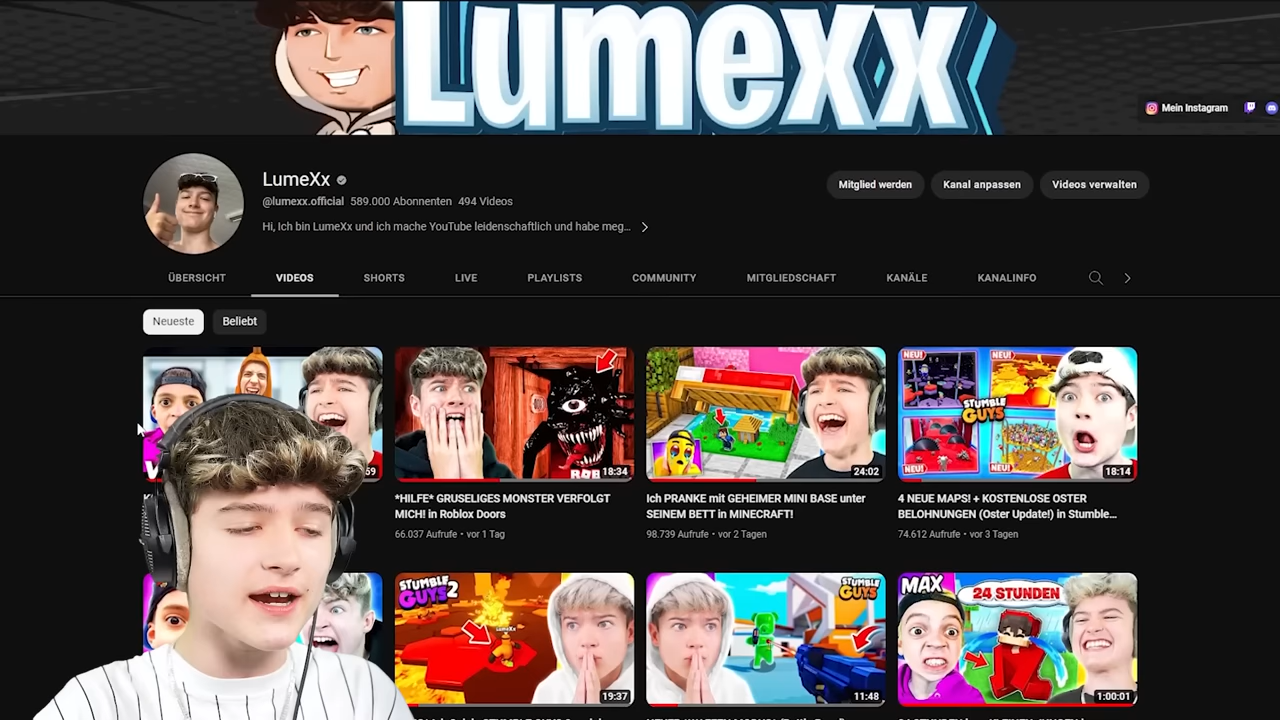 Lumexx
Mein Instagram
LumeXx
@lumexx.official 589.000 Abonnenten 494 Videos
Hi, Ich bin LumeXx und ich mache YouTube leidenschaftlich und habe meg...
Mitglied werden
Kanal anpassen
Videos verwalten
ÜBERSICHT
VIDEOS
SHORTS
LIVE
PLAYLISTS
COMMUNITY
MITGLIEDSCHAFT
KANÄLE
KANALINFO
Neueste
Beliebt
ROB
18:34
*HILFE* GRUSELIGES MONSTER VERFOLGT
MICH! in Roblox Doors
66.037 Aufrufe • vor 1 Tag
24:02
Ich PRANKE mit GEHEIMER MINI BASE unter
SEINEM BETT in MINECRAFT!
98.739 Aufrufe • vor 2 Tagen
NEU!
NEU!
STUMBLE
GUYS
NEU!
NEU!
18:14
4 NEUE MAPS! + KOSTENLOSE OSTER
BELOHNUNGEN (Oster Update!) in Stumble...
74.612 Aufrufe • vor 3 Tagen
STUMBLE
GUYS 2
LUMEXX
19:37
STUMBLE
GUYS
11:48
MAX
24 STUNDEN
1:00:01